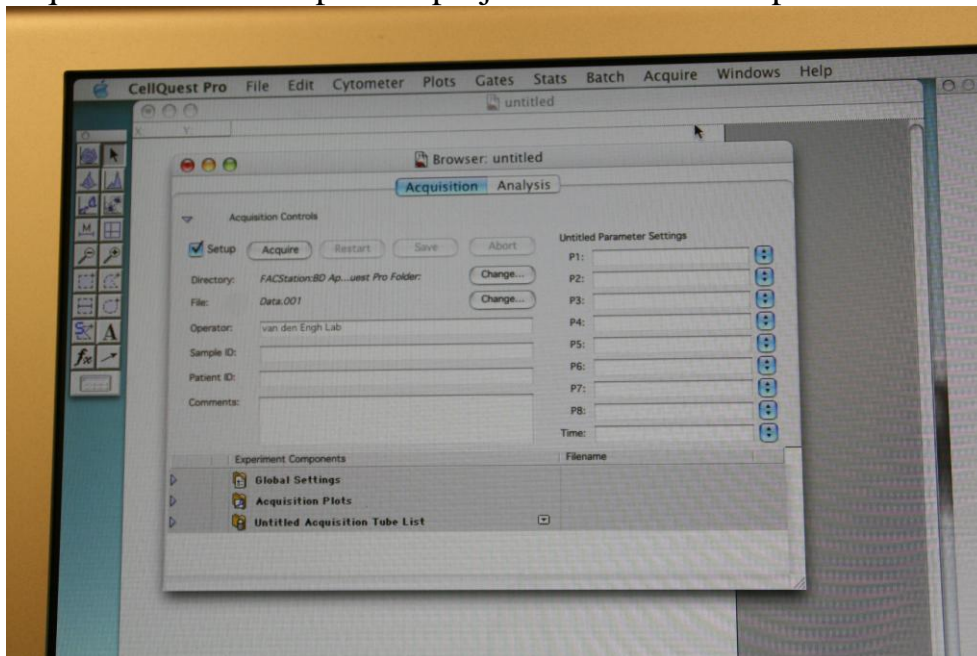 CellQuest Pro File Edit Cytometer Plots Gates Stats Batch Acquire Windows Help
untitled
X: Y:
Browser: untitled
Acquisition Analysis
Acquisition Controls
Setup Acquire Restart Save Abort
Directory: FACStation:BD Ap...uest Pro Folder: Change...
File: Data.001 Change...
Operator: van den Engh Lab
Sample ID:
Patient ID:
Comments:
Untitled Parameter Settings
P1:
P2:
P3:
P4:
P5:
P6:
P7:
P8:
Time:
Experiment Components Filename
Global Settings
Acquisition Plots
Untitled Acquisition Tube List
M
A
fx